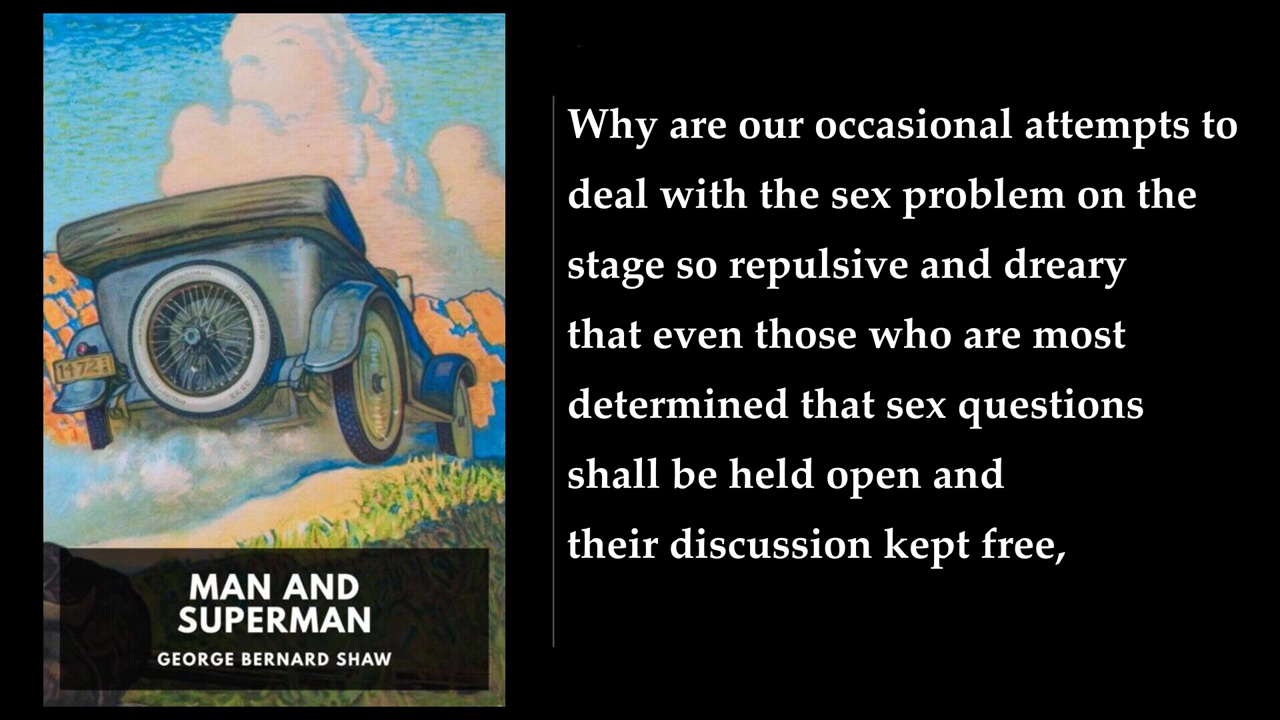 1472
MAN AND
SUPERMAN
GEORGE BERNARD SHAW
Why are our occasional attempts to
deal with the sex problem on the
stage so repulsive and dreary
that even those who are most
determined that sex questions
shall be held open and
their discussion kept free,